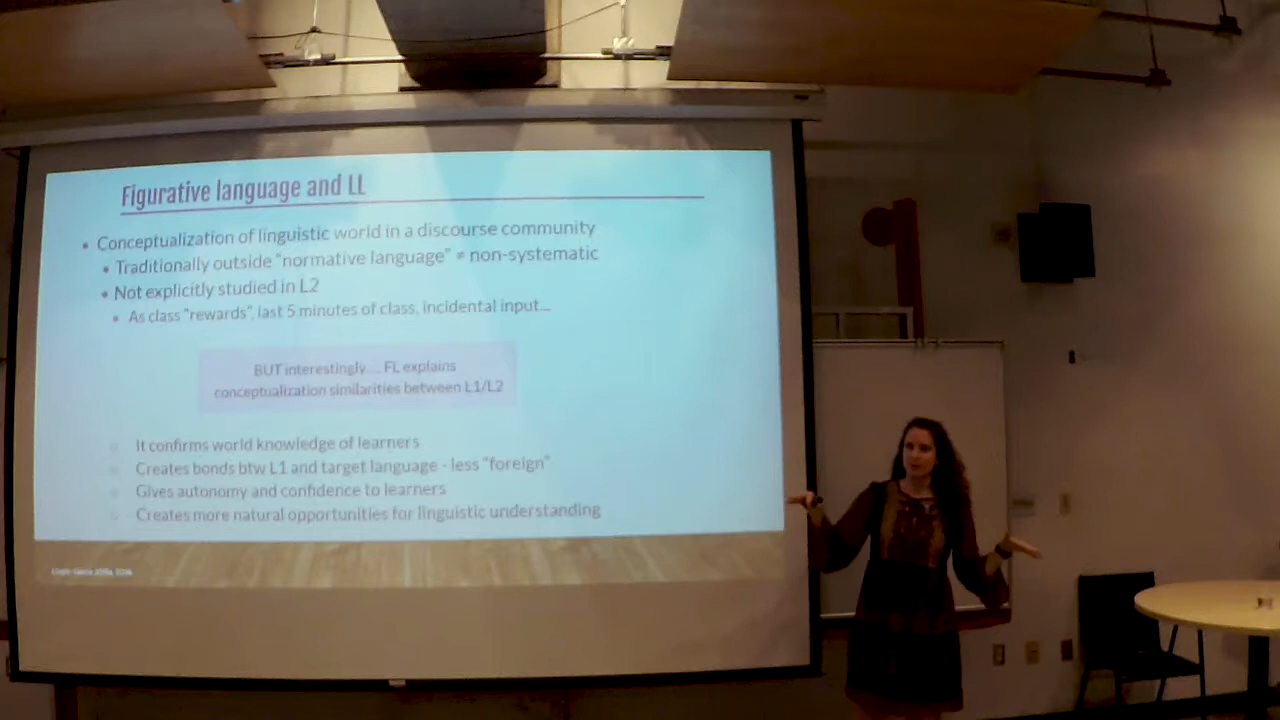 Figurative language and LL
• Conceptualization of linguistic world in a discourse community
• Traditionally outside "normative language" ≠ non-systematic
• Not explicitly studied in L2
• As class "rewards", last 5 minutes of class, incidental input...
BUT interestingly.... FL explains
conceptualization similarities between L1/L2
○ It confirms world knowledge of learners
○ Creates bonds btw L1 and target language - less "foreign"
○ Gives autonomy and confidence to learners
○ Creates more natural opportunities for linguistic understanding